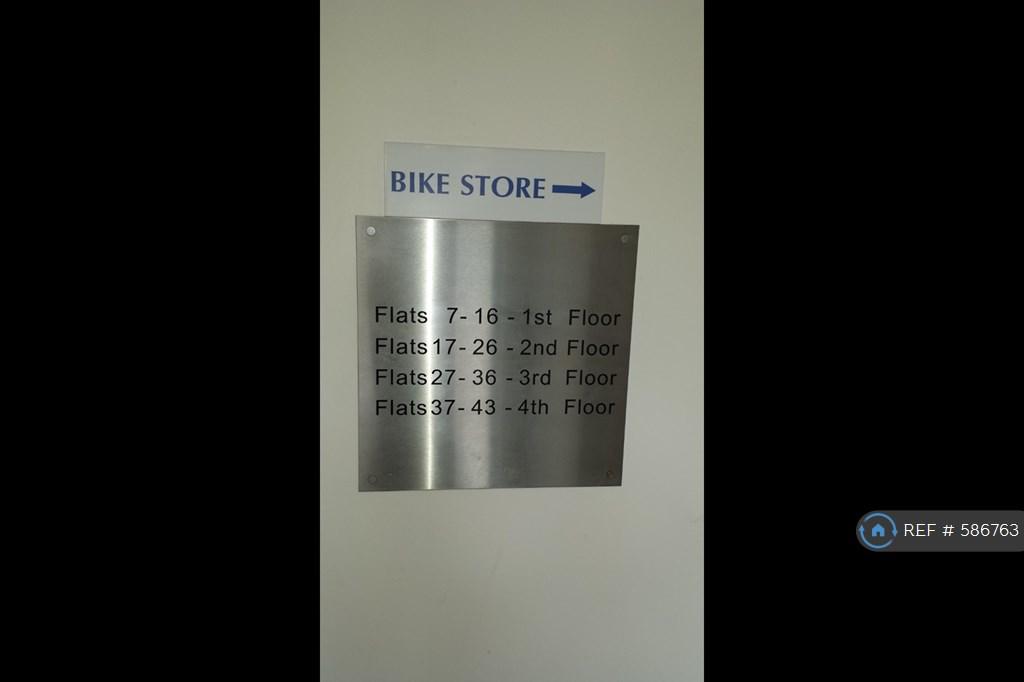 BIKE STORE →
Flats 7- 16 - 1st Floor
Flats 17- 26 - 2nd Floor
Flats 27- 36 - 3rd Floor
Flats 37- 43 - 4th Floor
REF # 586763